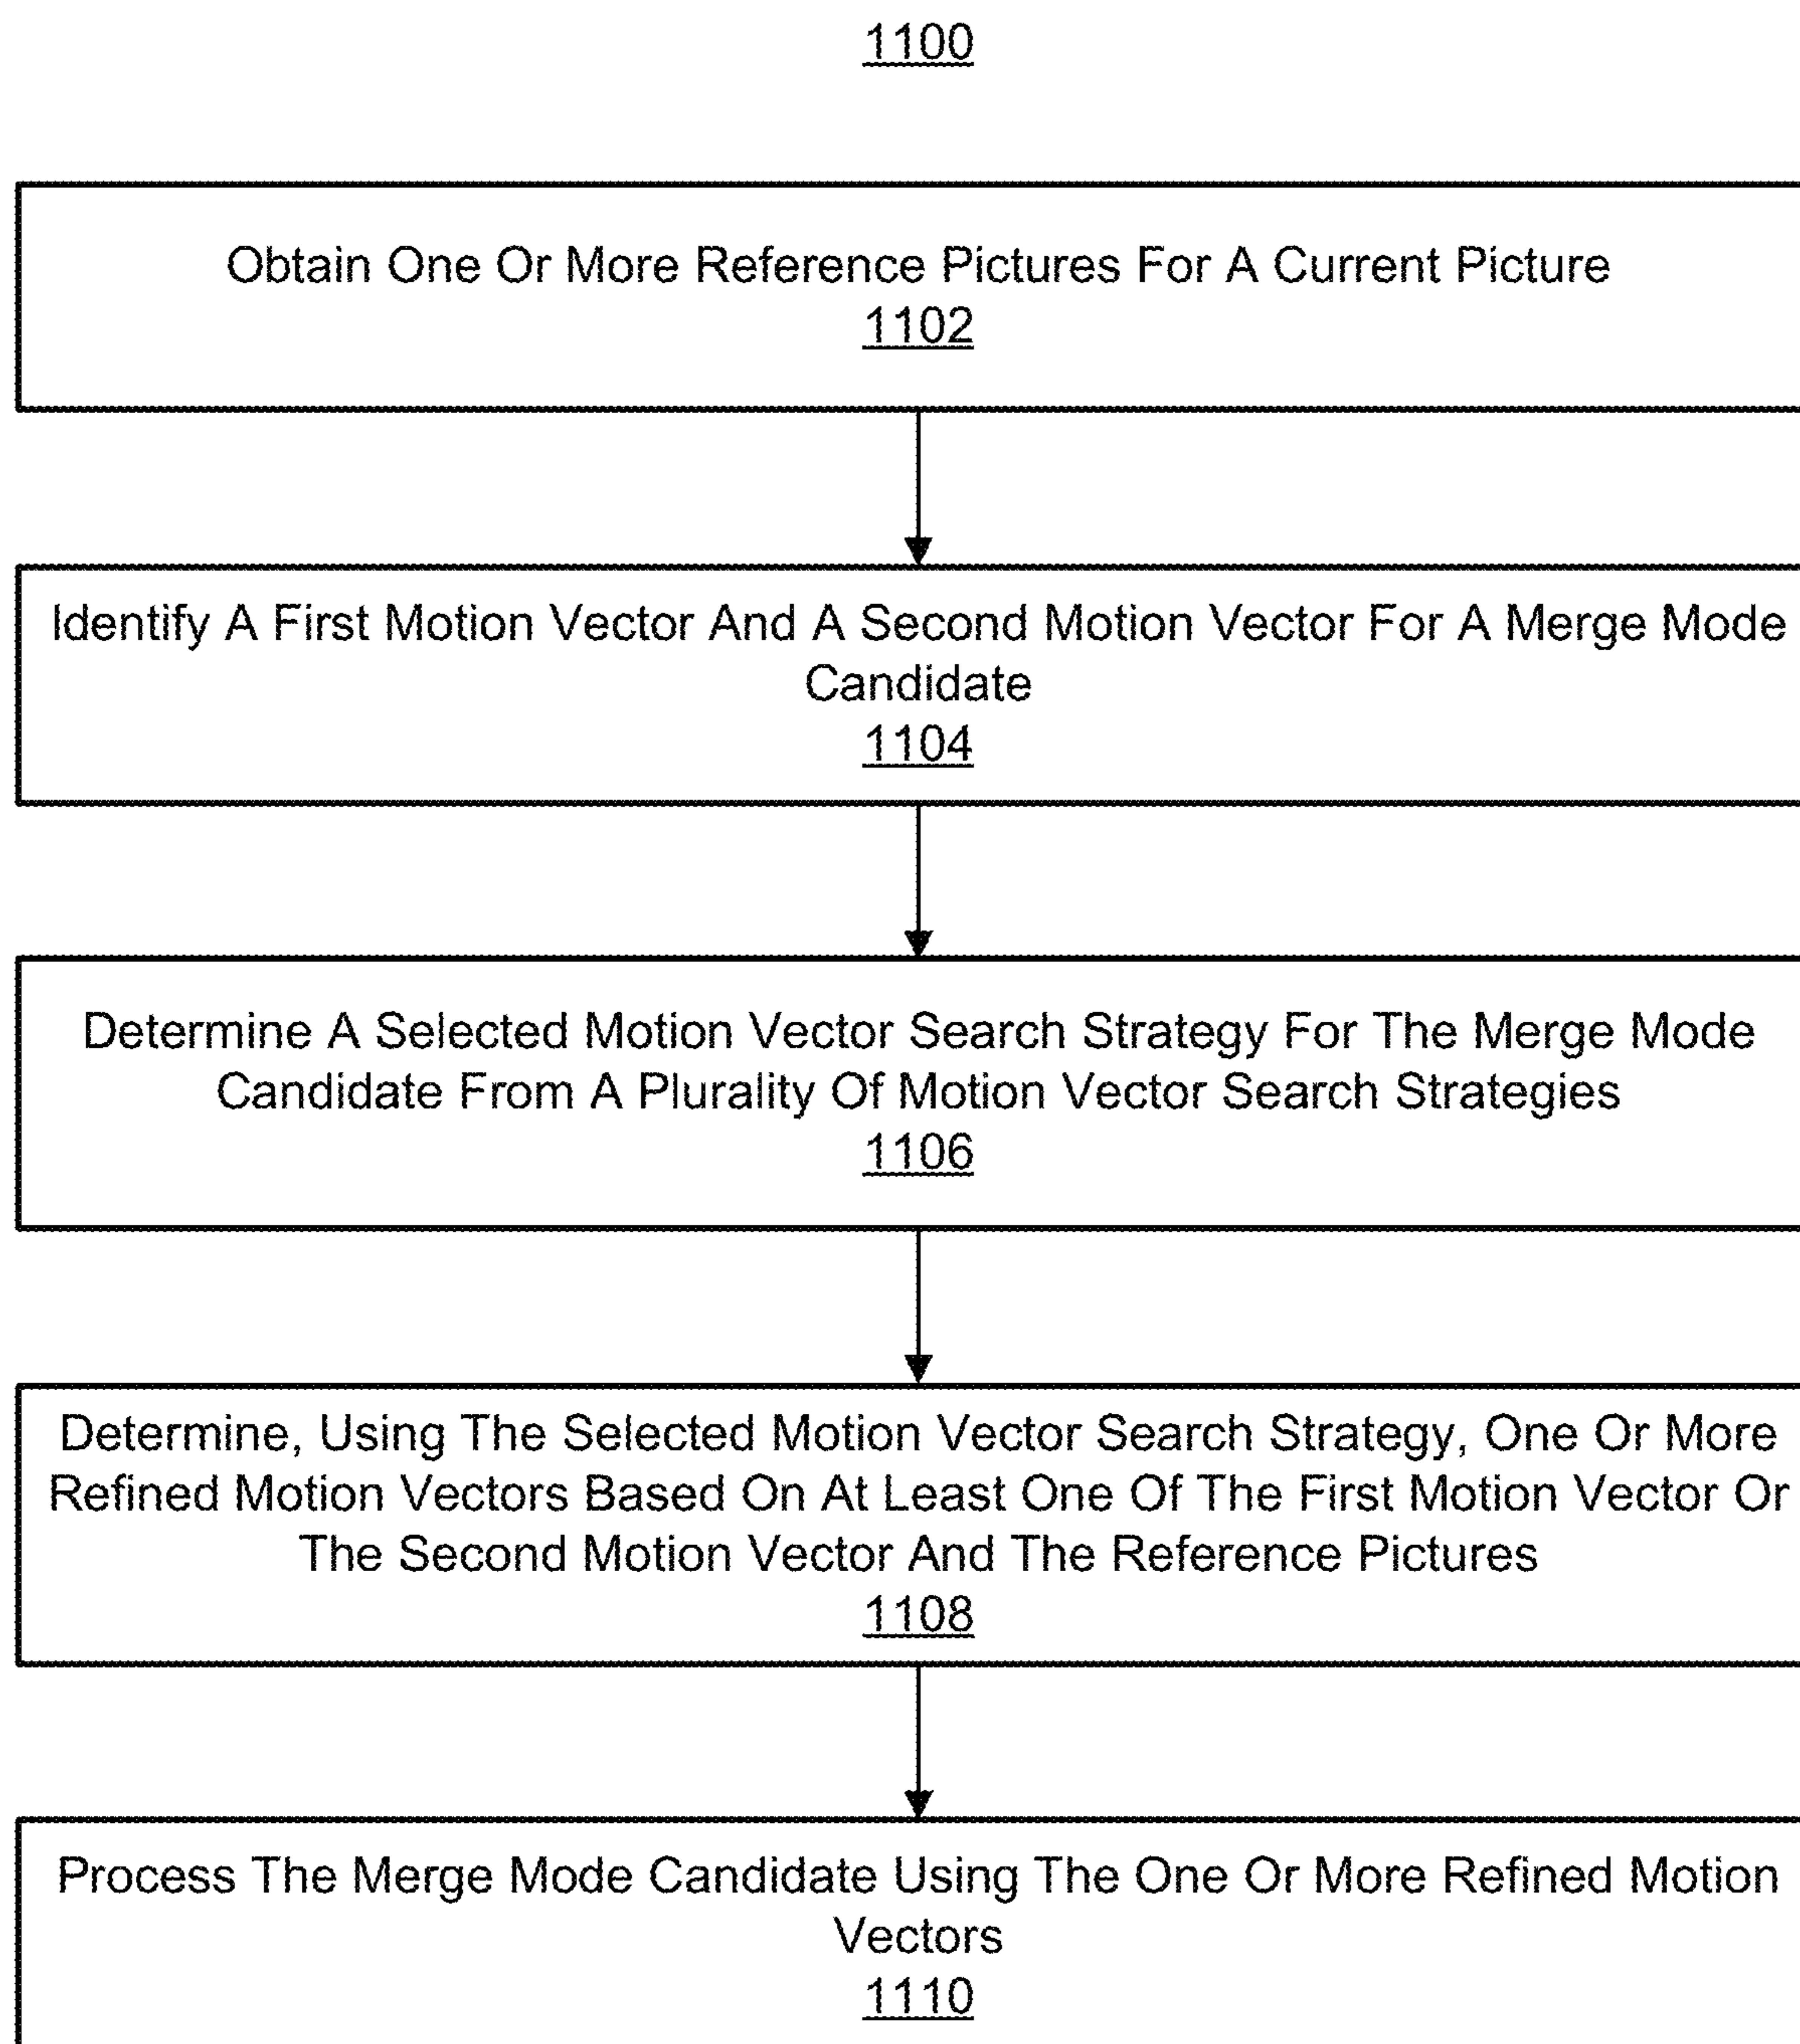 1100
Obtain One Or More Reference Pictures For A Current Picture
1102
Identify A First Motion Vector And A Second Motion Vector For A Merge Mode
Candidate
1104
Determine A Selected Motion Vector Search Strategy For The Merge Mode
Candidate From A Plurality Of Motion Vector Search Strategies
1106
Determine, Using The Selected Motion Vector Search Strategy, One Or More
Refined Motion Vectors Based On At Least One Of The First Motion Vector Or
The Second Motion Vector And The Reference Pictures
1108
Process The Merge Mode Candidate Using The One Or More Refined Motion
Vectors
1110